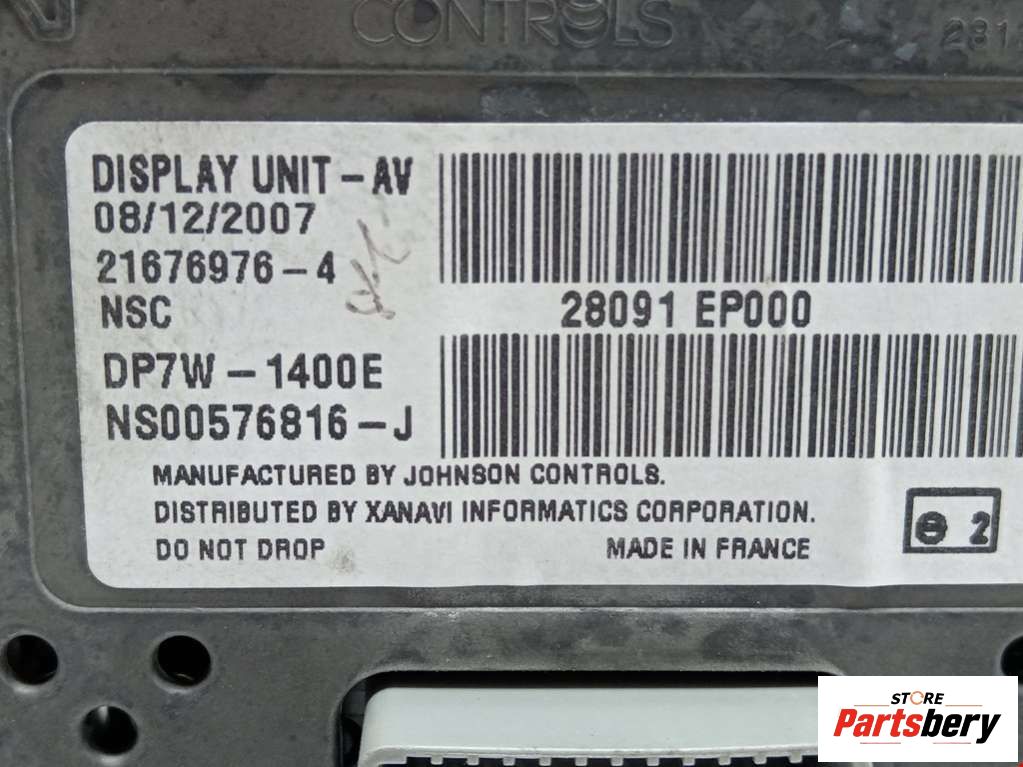 CONTROLS
DISPLAY UNIT - AV
08/12/2007
21676976 - 4
NSC
28091 EP000
DP7W - 1400E
NS00576816 - J
MANUFACTURED BY JOHNSON CONTROLS.
DISTRIBUTED BY XANAVI INFORMATICS CORPORATION.
DO NOT DROP
MADE IN FRANCE
2
STORE
Partsbery